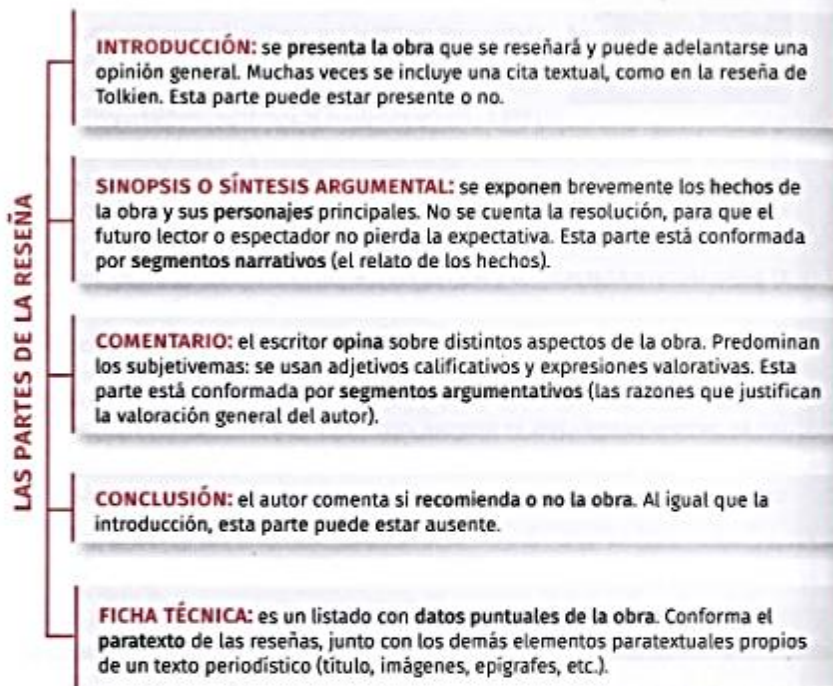 LAS PARTES DE LA RESEÑA
INTRODUCCIÓN: se presenta la obra que se reseñará y puede adelantarse una
opinión general. Muchas veces se incluye una cita textual, como en la reseña de
Tolkien. Esta parte puede estar presente o no.
SINOPSIS O SÍNTESIS ARGUMENTAL: se exponen brevemente los hechos de
la obra y sus personajes principales. No se cuenta la resolución, para que el
futuro lector o espectador no pierda la expectativa. Esta parte está conformada
por segmentos narrativos (el relato de los hechos).
COMENTARIO: el escritor opina sobre distintos aspectos de la obra. Predominan
los subjetivemas: se usan adjetivos calificativos y expresiones valorativas. Esta
parte está conformada por segmentos argumentativos (las razones que justifican
la valoración general del autor).
CONCLUSIÓN: el autor comenta si recomienda o no la obra. Al igual que la
introducción, esta parte puede estar ausente.
FICHA TÉCNICA: es un listado con datos puntuales de la obra. Conforma el
paratexto de las reseñas, junto con los demás elementos paratextuales propios
de un texto periodístico (título, imágenes, epígrafes, etc.).